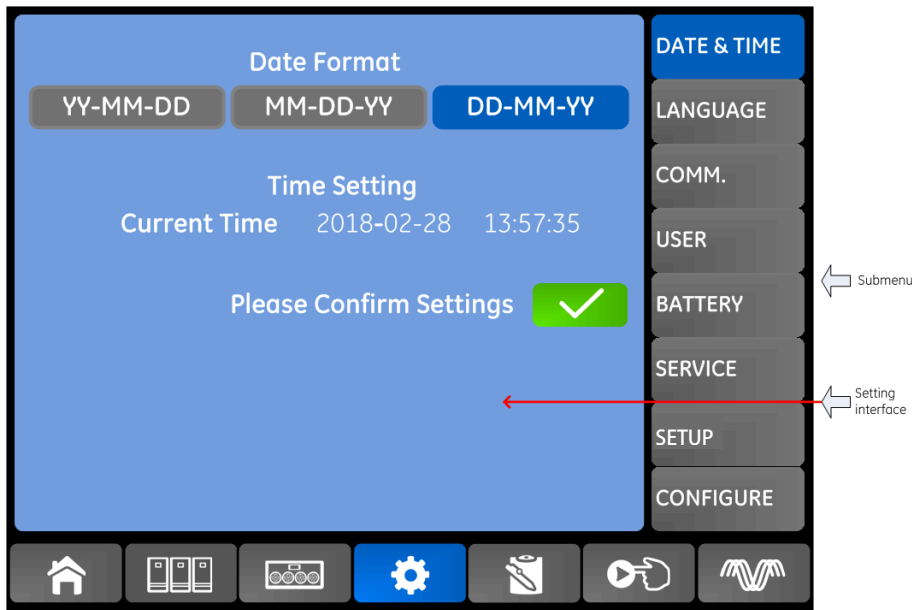 Date Format
YY-MM-DD
MM-DD-YY
DD-MM-YY
Time Setting
Current Time 2018-02-28 13:57:35
Please Confirm Settings
DATE & TIME
LANGUAGE
COMM.
USER
BATTERY
SERVICE
SETUP
CONFIGURE
Submenu
Setting
interface